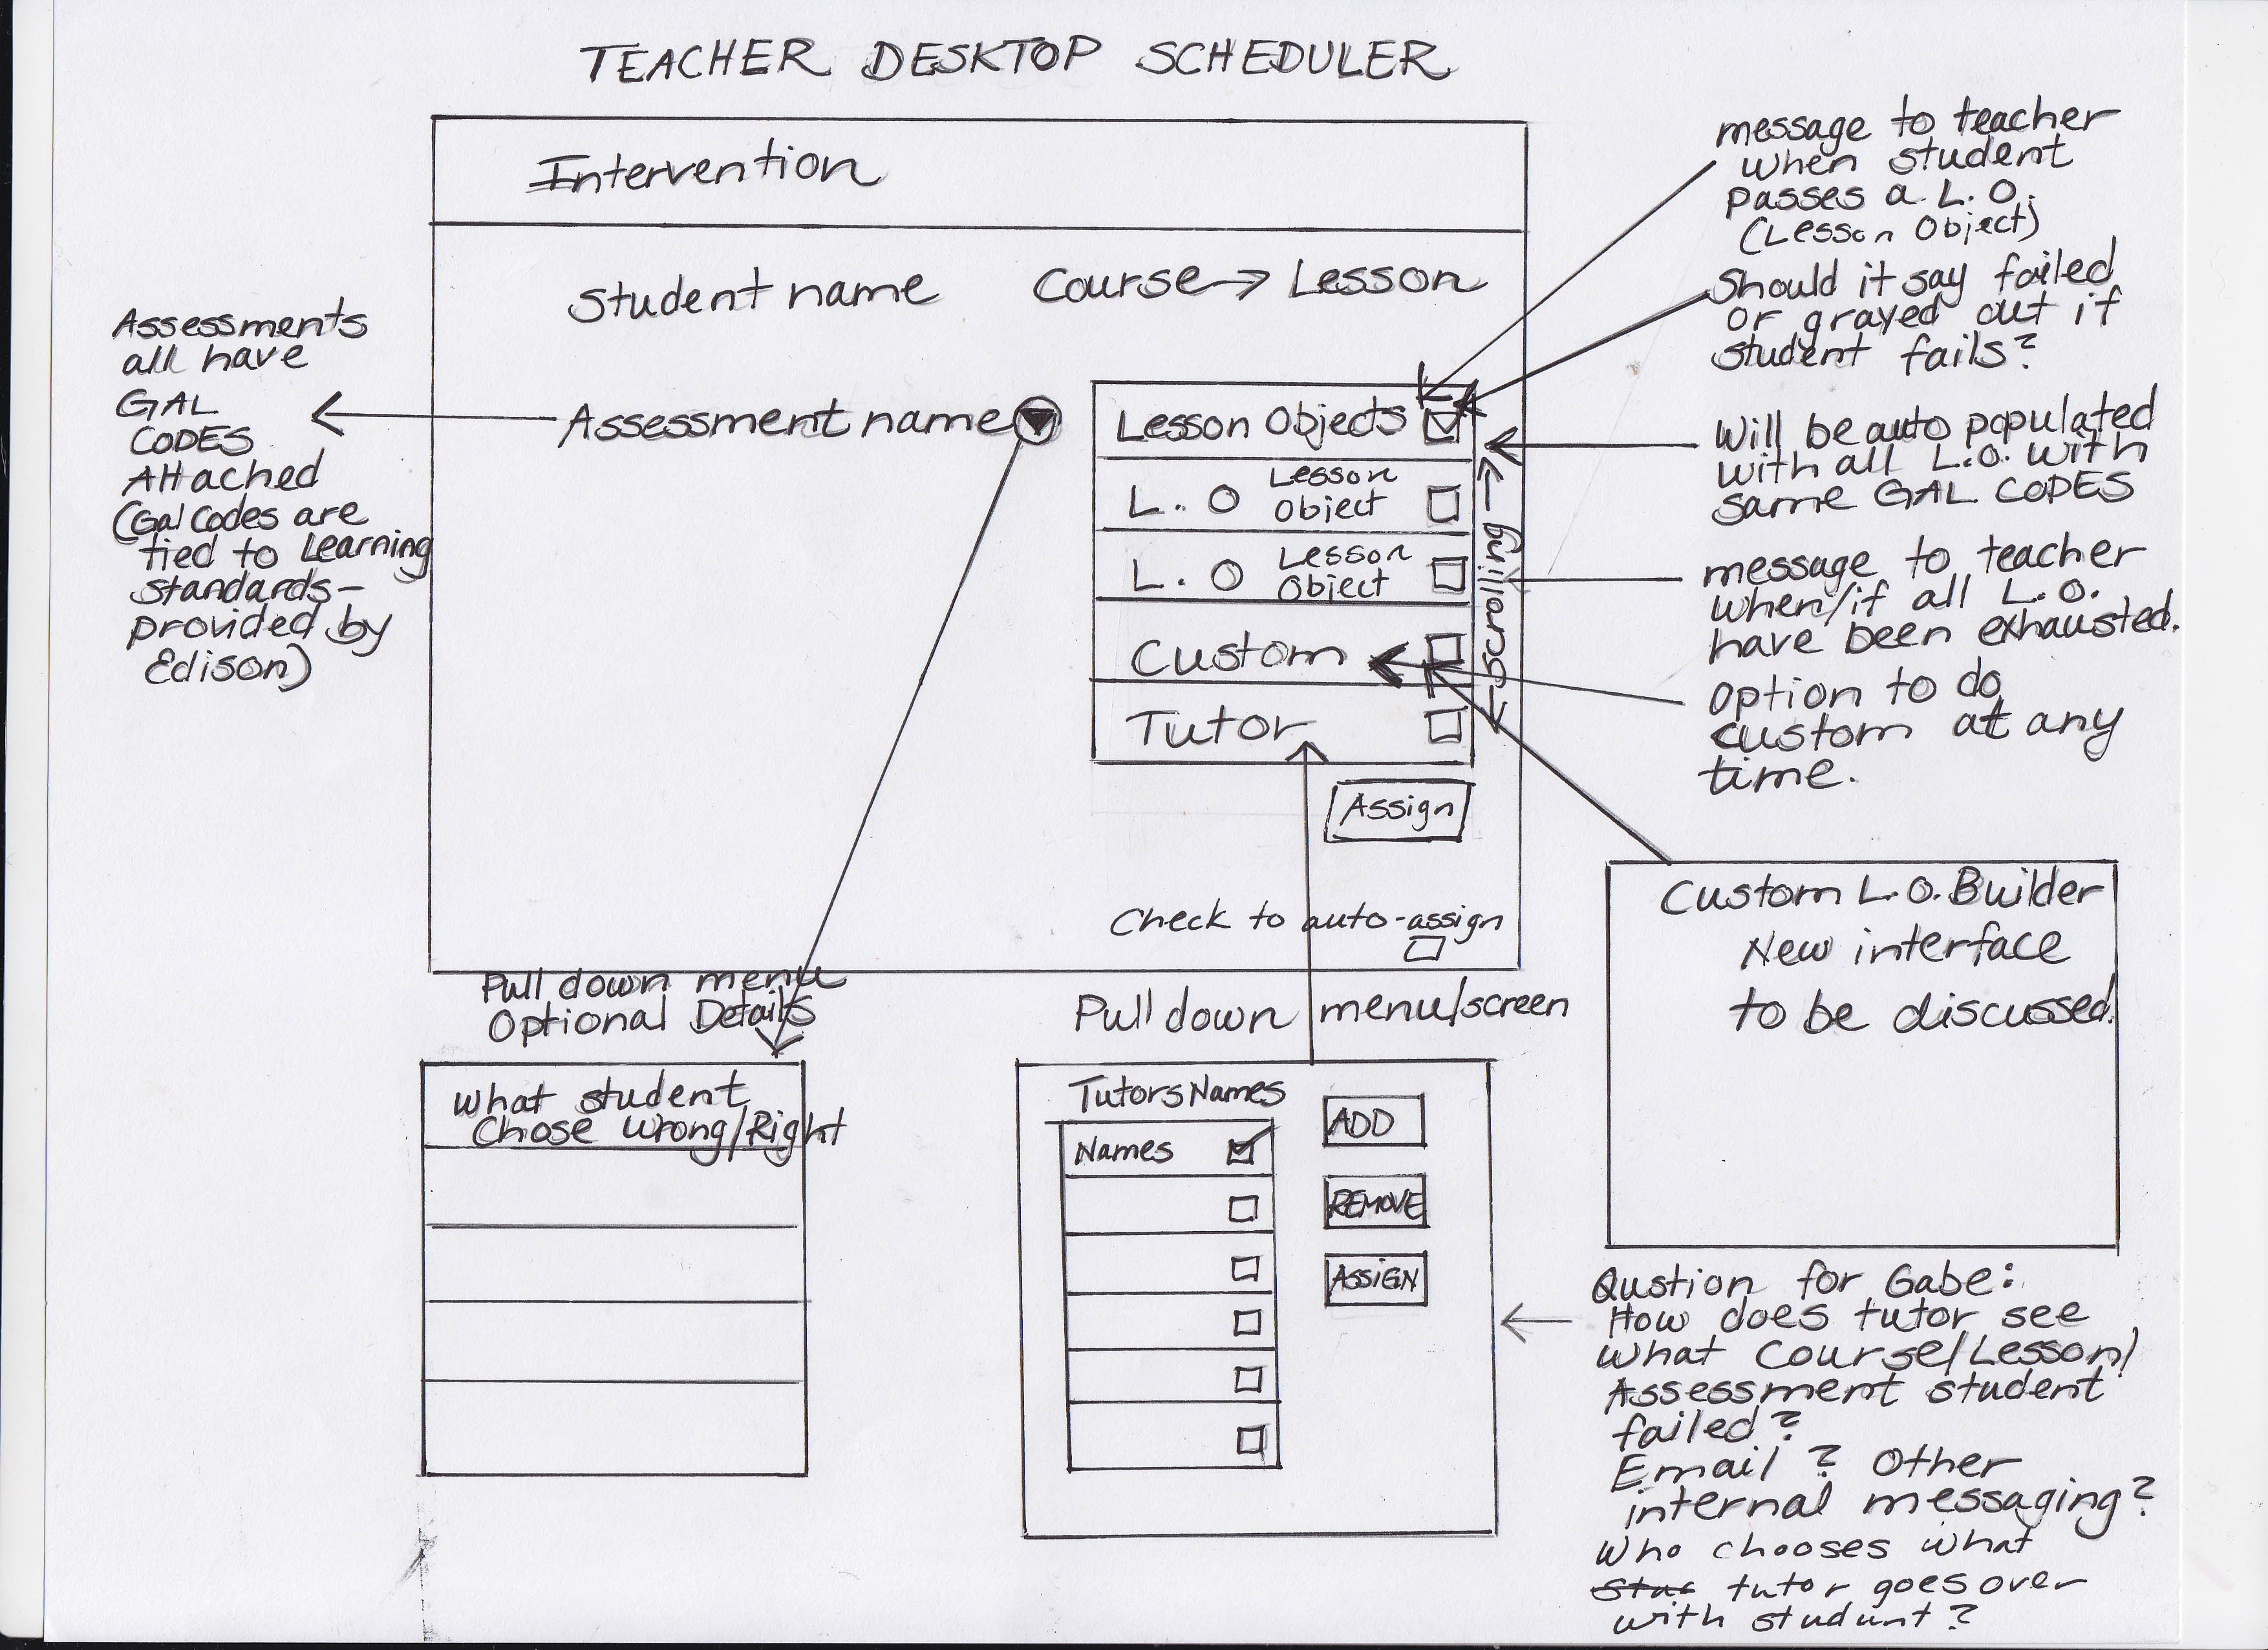 TEACHER DESKTOP SCHEDULER
Intervention
Student name
Course → Lesson
Assessment name
Assessments
all have
GAL
CODES
Attached
(Gal Codes are
tied to Learning
standards-
provided by
Edison)
Lesson Objects
L. O Lesson
Object
L. O Lesson
Object
Custom
Tutor
Scrolling
Assign
Check to auto-assign
message to teacher
when student
passes a L.O.
(Lesson Object)
Should it say failed
or grayed out if
student fails?
Will be auto populated
with all L.O. with
same GAL CODES
message to teacher
when/if all L.O.
have been exhausted.
option to do
custom at any
time.
Custom L.O. Builder
New interface
to be discussed.
Pull down menu
Optional Details
What student
Chose Wrong/Right
Pull down menu/screen
Tutors Names
Names
ADD
REMOVE
ASSIGN
Qustion for Gabe:
How does tutor see
what Course/Lesson/
Assessment student
failed?
Email? Other
internal messaging?
Who chooses what
tutor goes over
with student?